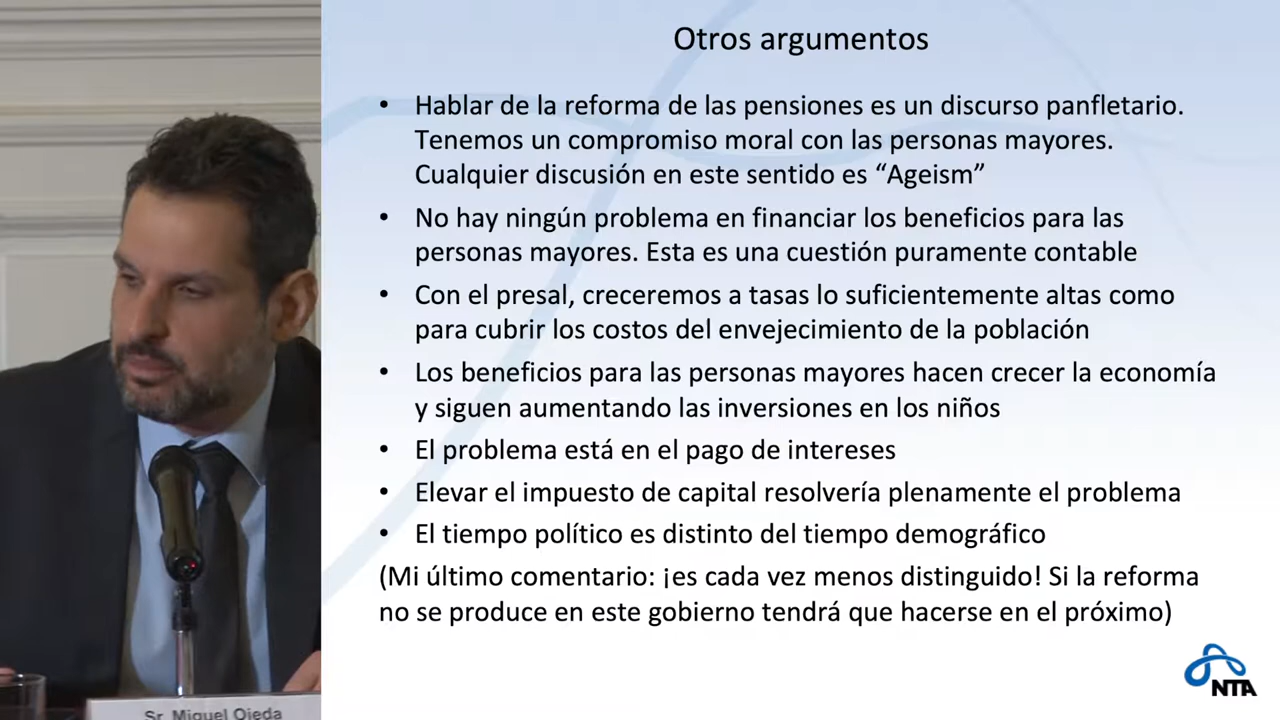 Otros argumentos
• Hablar de la reforma de las pensiones es un discurso panfletario.
Tenemos un compromiso moral con las personas mayores.
Cualquier discusión en este sentido es “Ageism”
• No hay ningún problema en financiar los beneficios para las
personas mayores. Esta es una cuestión puramente contable
• Con el presal, creceremos a tasas lo suficientemente altas como
para cubrir los costos del envejecimiento de la población
• Los beneficios para las personas mayores hacen crecer la economía
y siguen aumentando las inversiones en los niños
• El problema está en el pago de intereses
• Elevar el impuesto de capital resolvería plenamente el problema
• El tiempo político es distinto del tiempo demográfico
(Mi último comentario: ¡es cada vez menos distinguido! Si la reforma
no se produce en este gobierno tendrá que hacerse en el próximo)
NTA
Sr. Miguel Ojeda